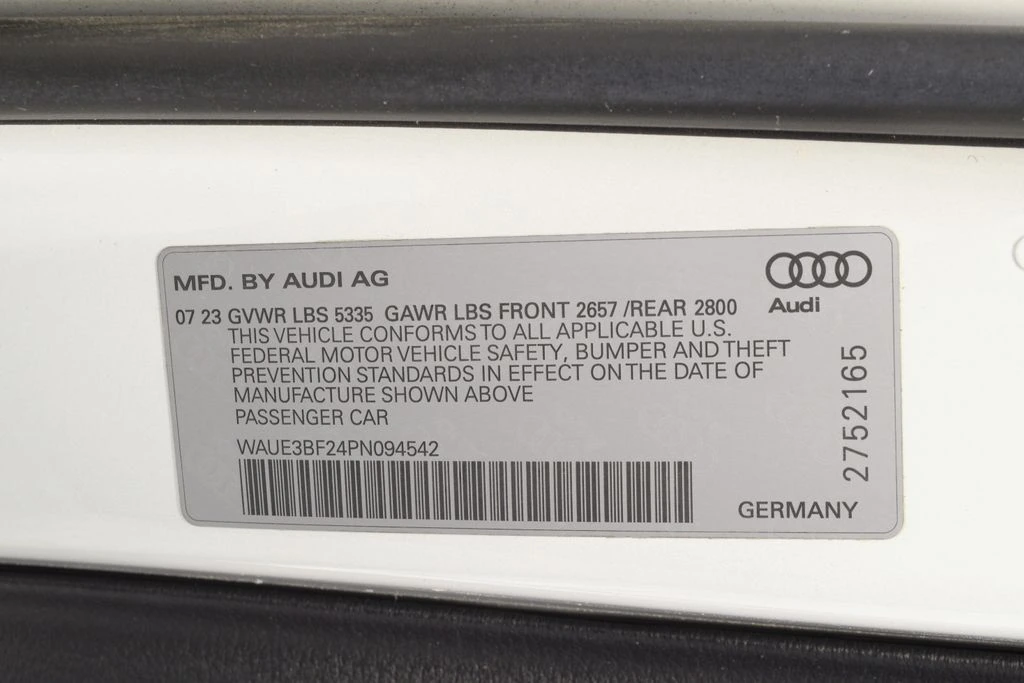 MFD. BY AUDI AG
Audi
07 23 GVWR LBS 5335 GAWR LBS FRONT 2657 /REAR 2800
THIS VEHICLE CONFORMS TO ALL APPLICABLE U.S.
FEDERAL MOTOR VEHICLE SAFETY, BUMPER AND THEFT
PREVENTION STANDARDS IN EFFECT ON THE DATE OF
MANUFACTURE SHOWN ABOVE
PASSENGER CAR
WAUE3BF24PN094542
2752165
GERMANY